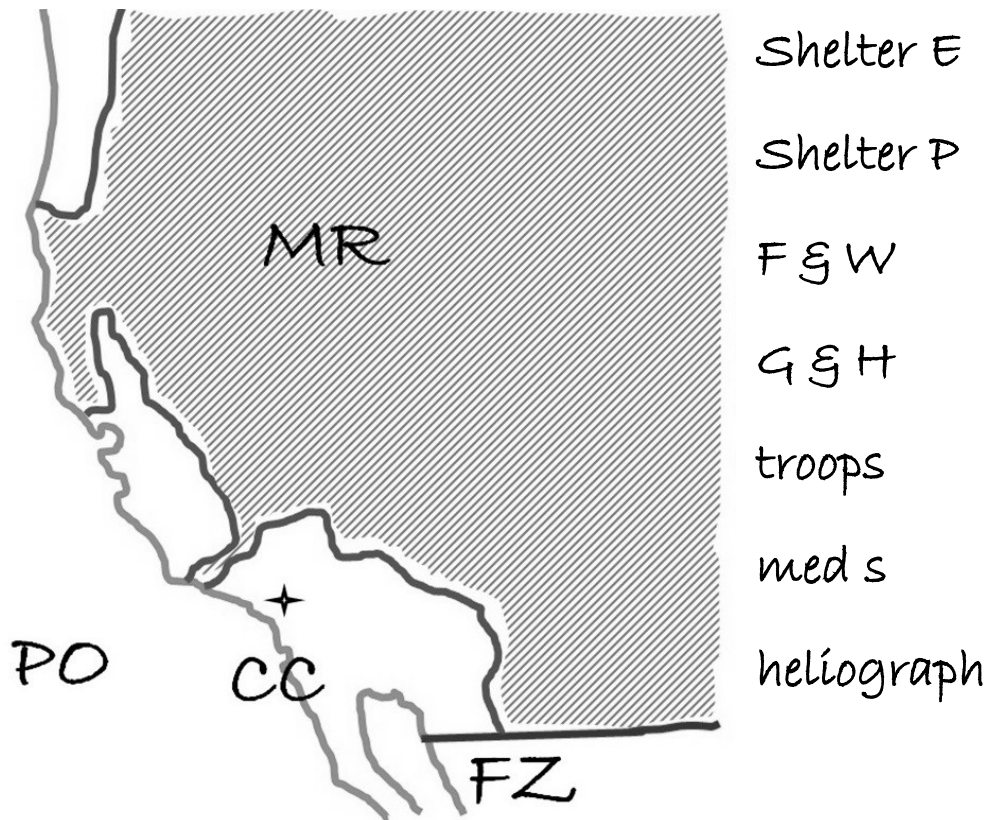 Shelter E
Shelter P
F & W
MR
G & H
troops
med s
PO
CC
heliograph
FZ